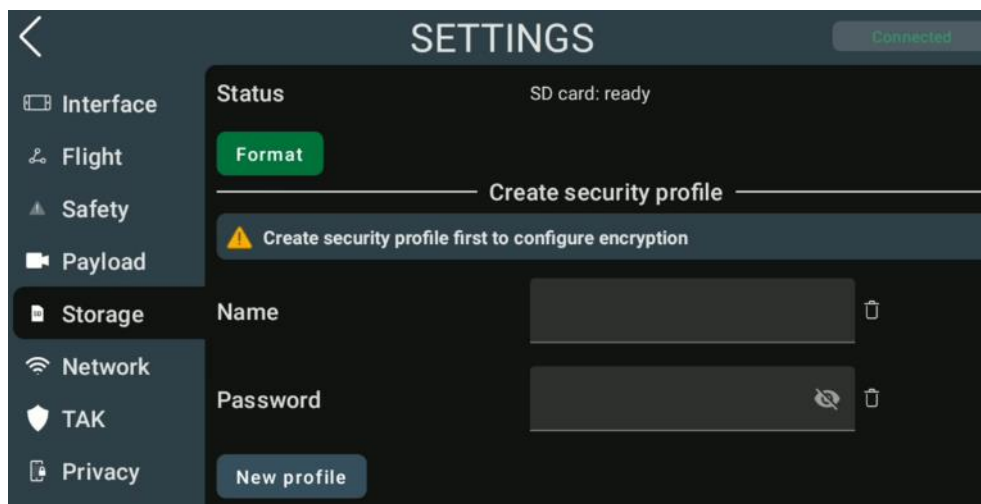 SETTINGS
Connected
Interface
Flight
Safety
Payload
Storage
Network
TAK
Privacy
Status
SD card: ready
Format
Create security profile
Create security profile first to configure encryption
Name
Password
New profile